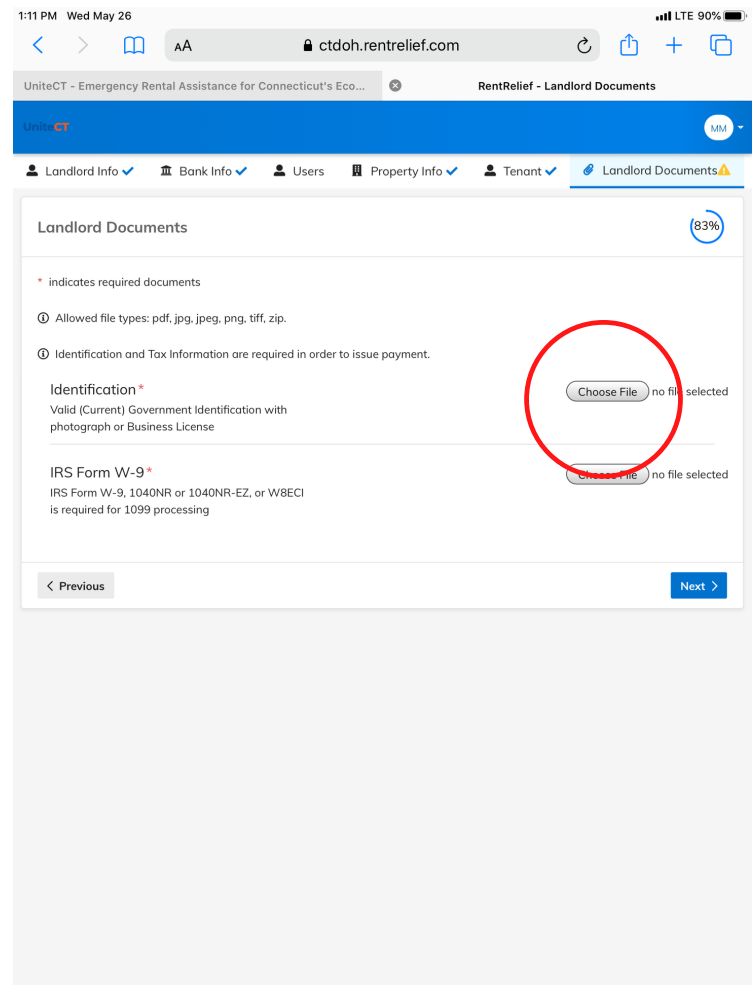 1:11 PM Wed May 26
LTE 90%
AA
ctdoh.rentrelief.com
UniteCT - Emergency Rental Assistance for Connecticut's Eco...
RentRelief - Landlord Documents
UniteCT
MM
Landlord Info
Bank Info
Users
Property Info
Tenant
Landlord Documents
Landlord Documents
83%
* indicates required documents
Allowed file types: pdf, jpg, jpeg, png, tiff, zip.
Identification and Tax Information are required in order to issue payment.
Identification *
Choose File no file selected
Valid (Current) Government Identification with
photograph or Business License
IRS Form W-9 *
Choose File no file selected
IRS Form W-9, 1040NR or 1040NR-EZ, or W8ECI
is required for 1099 processing
< Previous
Next >